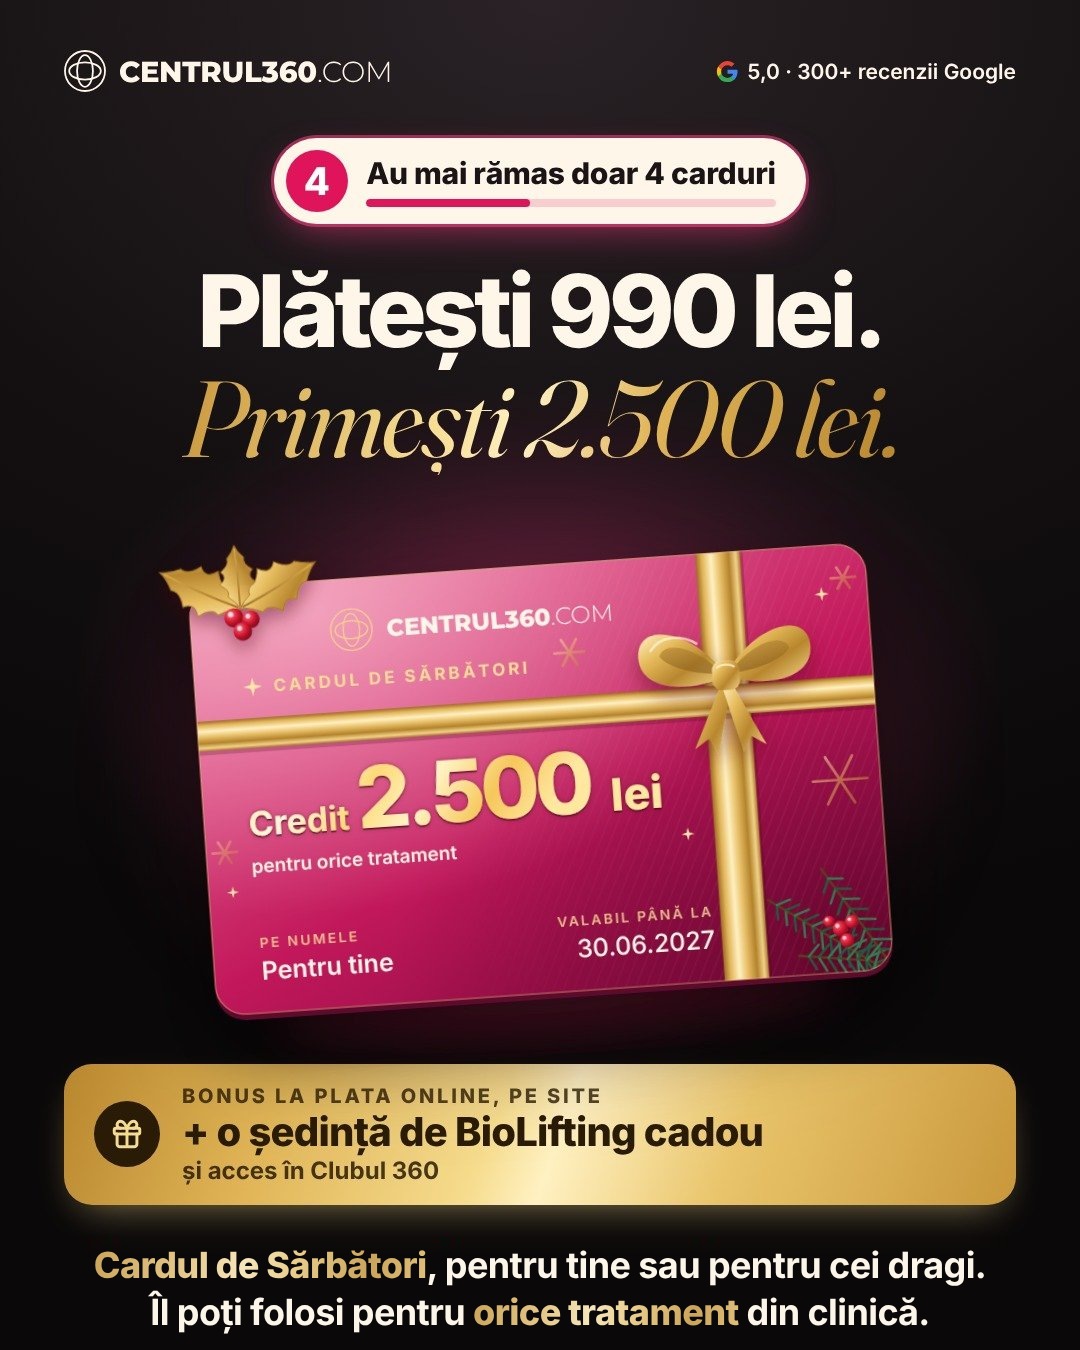 CENTRUL360.COM
5,0 · 300+ recenzii Google
4
Au mai rămas doar 4 carduri
Plătești 990 lei.
Primești 2.500 lei.
CENTRUL360.COM
CARDUL DE SĂRBĂTORI
Credit 2.500 lei
pentru orice tratament
PE NUMELE
Pentru tine
VALABIL PÂNĂ LA
30.06.2027
BONUS LA PLATA ONLINE, PE SITE
+ o ședință de BioLifting cadou
și acces în Clubul 360
Cardul de Sărbători, pentru tine sau pentru cei dragi.
Îl poți folosi pentru orice tratament din clinică.